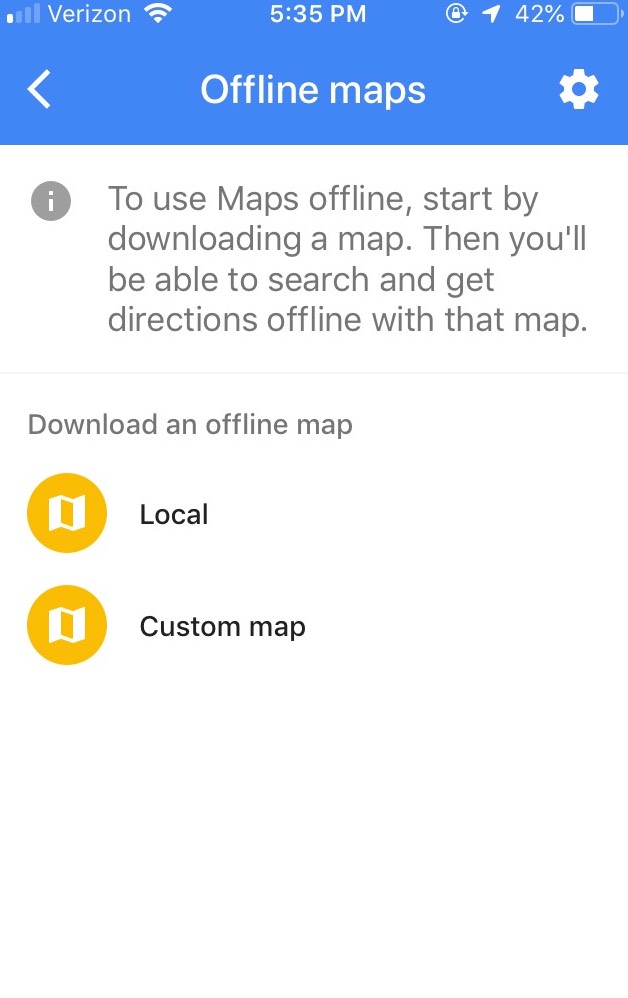 Verizon 5:35 PM 42%
Offline maps
To use Maps offline, start by
downloading a map. Then you'll
be able to search and get
directions offline with that map.
Download an offline map
Local
Custom map